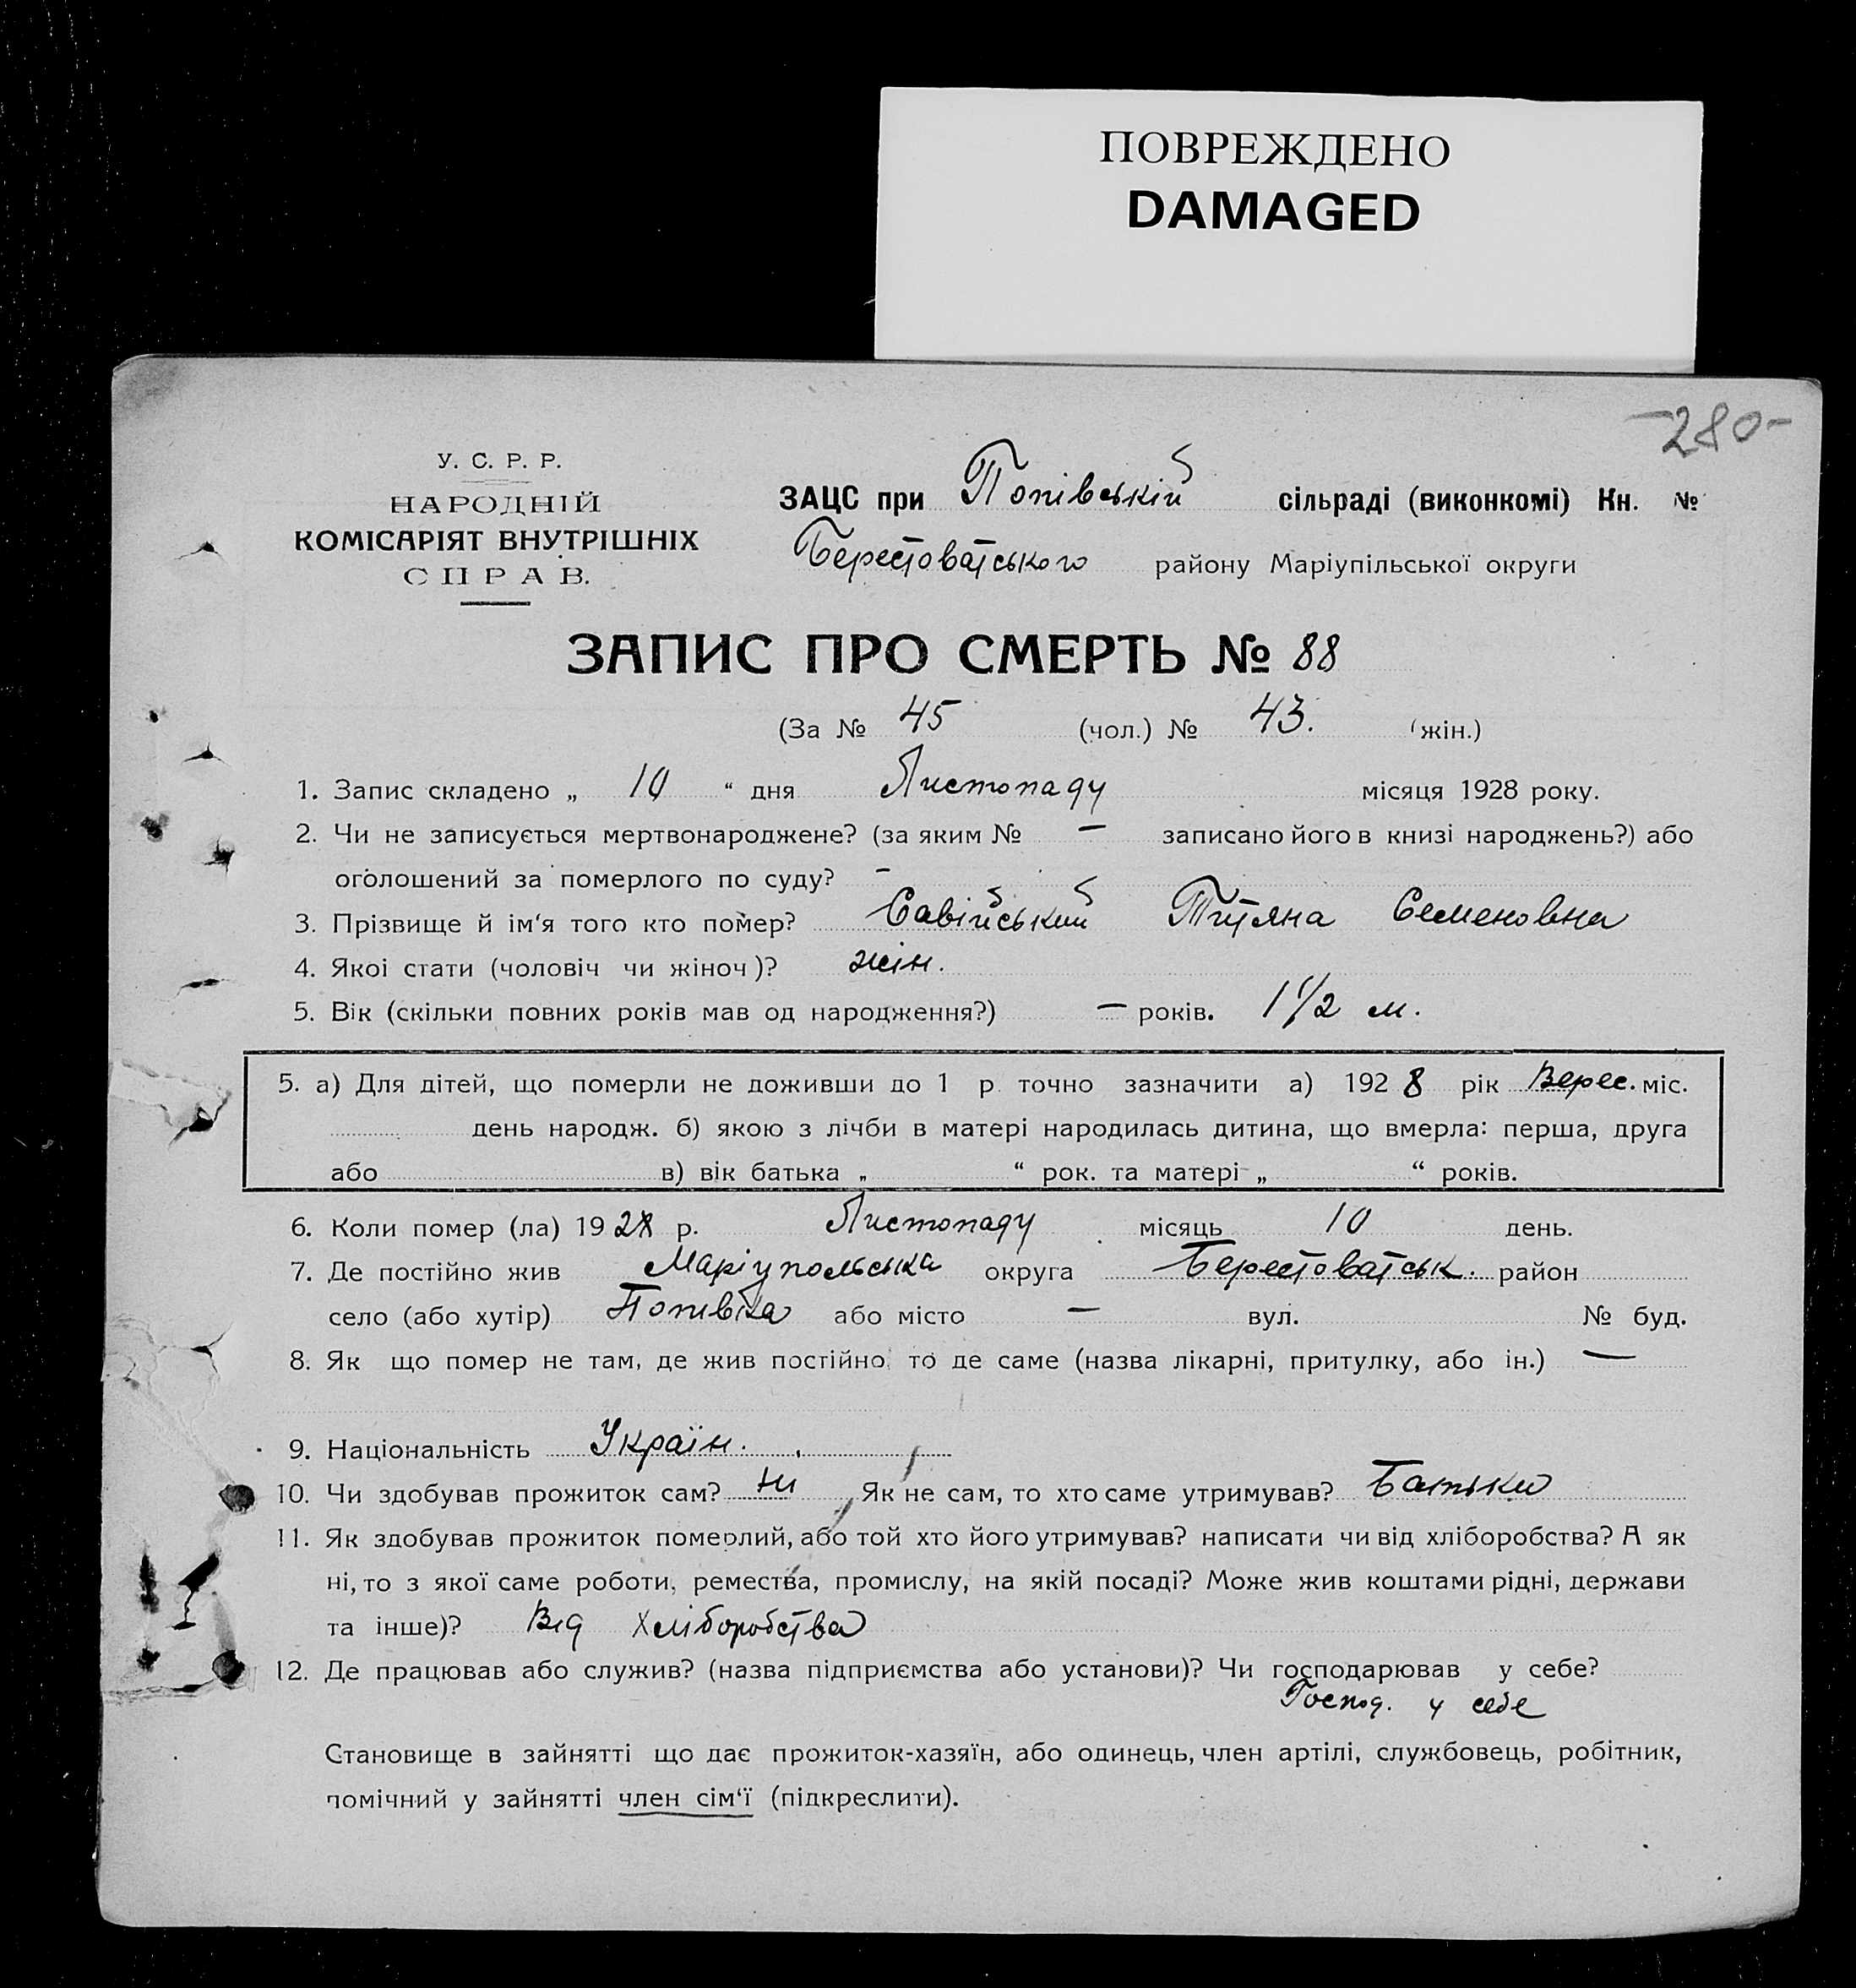 ПОВРЕЖДЕНО
DAMAGED
-280-
У. С. Р. Р.
НАРОДНІЙ
КОМІСАРІЯТ ВНУТРІШНІХ
СПРАВ.
ЗАЦС при Попівській сільраді (виконкомі) Кн. №
Берестоватського району Маріупільської округи
ЗАПИС ПРО СМЕРТЬ № 88
(За № 45 (чол.) № 43. (жін.)
1. Запис складено „ 10 “ дня Листопаду місяця 1928 року.
2. Чи не записується мертвонароджене? (за яким № — записано його в книзі народжень?) або
оголошений за померлого по суду? -
3. Прізвище й ім‘я того кто помер? Савійський Титяна Семеновна
4. Якоі стати (чоловіч чи жіноч)? жін.
5. Вік (скільки повних років мав од народження?) — років. 1 1/2 м.
5. а) Для дітей, що померли не доживши до 1 р. точно зазначити а) 1928 рік Верес. міс.
день народж. б) якою з лічби в матері народилась дитина, що вмерла: перша, друга
або в) вік батька „ “ рок. та матері „ “ років.
6. Коли помер (ла) 1928 р. Листопаду місяць 10 день.
7. Де постійно жив Маріупольська округа Берестоватськ. район
село (або хутір) Попівка або місто — вул. № буд.
8. Як що помер не там, де жив постійно, то де саме (назва лікарні, притулку, або ін.) —
9. Національність Україн.
10. Чи здобував прожиток сам? Ни Як не сам, то хто саме утримував? Батьки
11. Як здобував прожиток померлий, або той хто його утримував? написати чи від хліборобства? А як
ні, то з якої саме роботи, ремества, промислу, на якій посаді? Може жив коштами рідні, держави
та інше)? Від Хліборобства
12. Де працював або служив? (назва підприємства або установи)? Чи господарював у себе?
Господ. у себе
Становище в зайнятті що дає прожиток-хазяїн, або одинець, член артілі, службовець, робітник,
помічний у зайнятті член сім‘ї (підкреслити).